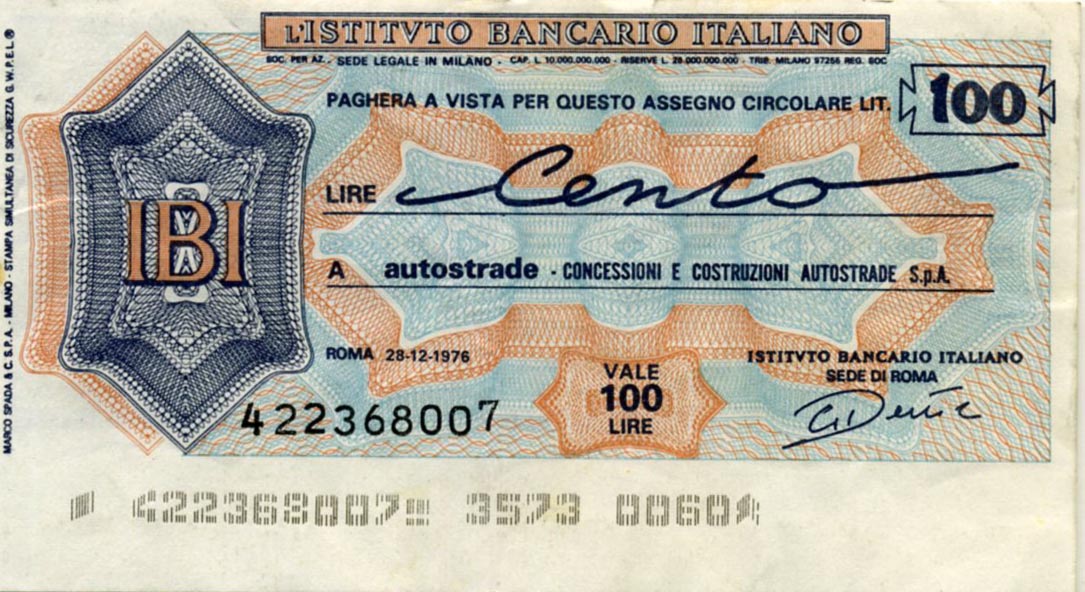 L'ISTITVTO BANCARIO ITALIANO
SOC. PER AZ. - SEDE LEGALE IN MILANO - CAP. L. 10.000.000.000 - RISERVE L. 28.000.000.000 - TRIB. MILANO 97256 REG. SOC
PAGHERA A VISTA PER QUESTO ASSEGNO CIRCOLARE LIT. 100
LIRE Cento
IBI
A autostrade - CONCESSIONI E COSTRUZIONI AUTOSTRADE S.p.A.
ROMA 28-12-1976
ISTITVTO BANCARIO ITALIANO
SEDE DI ROMA
VALE
100
LIRE
422368007
422368007 3573 0060
MARCO SPADA & C. S.P.A. - MILANO - STAMPA SIMULTANEA DI SICUREZZA G. W. P. E. L. ®